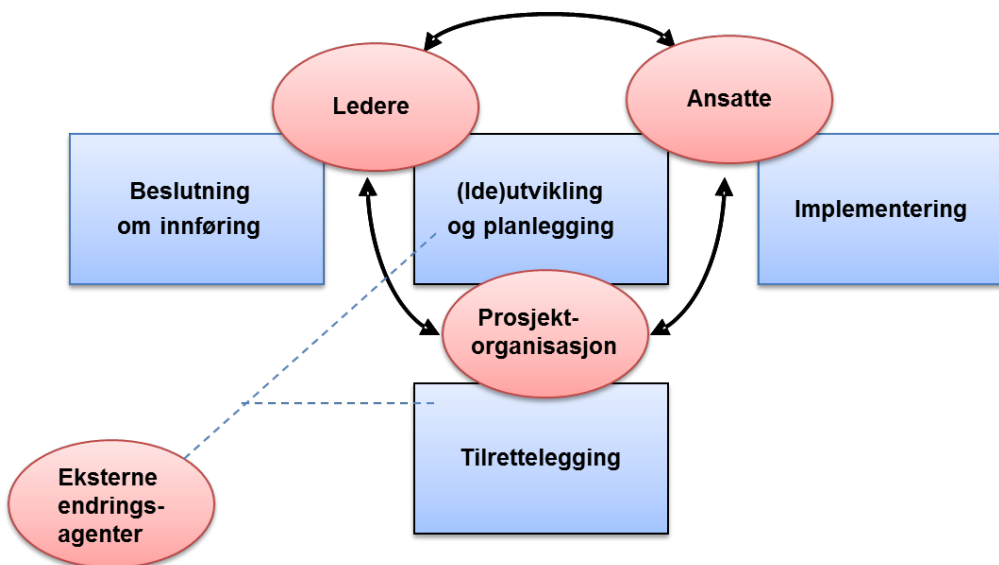 Ledere
Ansatte
Beslutning
om innføring
(Ide)utvikling
og planlegging
Implementering
Prosjekt-
organisasjon
Tilrettelegging
Eksterne
endrings-
agenter